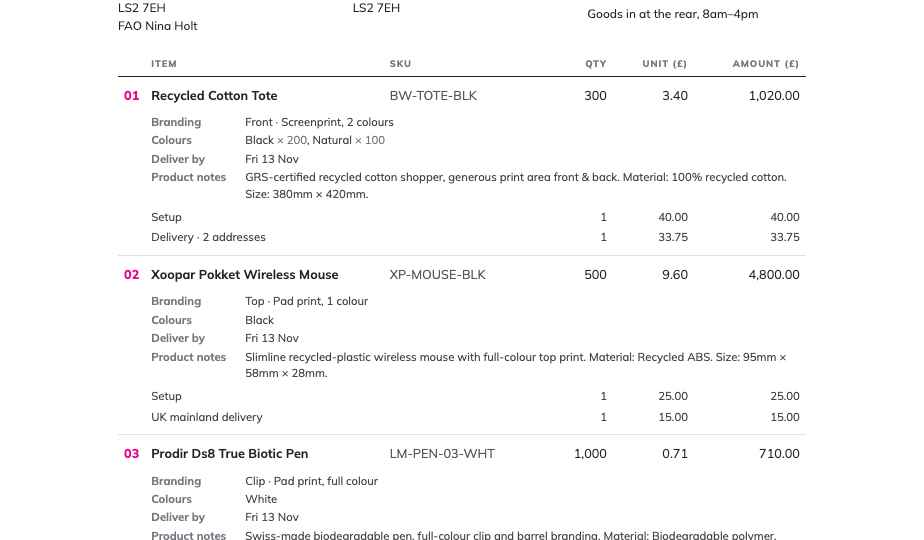 LS2 7EH LS2 7EH
Goods in at the rear, 8am–4pm
FAO Nina Holt
ITEM SKU QTY UNIT (£) AMOUNT (£)
01 Recycled Cotton Tote BW-TOTE-BLK 300 3.40 1,020.00
Branding Front · Screenprint, 2 colours
Colours Black × 200, Natural × 100
Deliver by Fri 13 Nov
Product notes GRS-certified recycled cotton shopper, generous print area front & back. Material: 100% recycled cotton.
Size: 380mm × 420mm.
Setup 1 40.00 40.00
Delivery · 2 addresses 1 33.75 33.75
02 Xoopar Pokket Wireless Mouse XP-MOUSE-BLK 500 9.60 4,800.00
Branding Top · Pad print, 1 colour
Colours Black
Deliver by Fri 13 Nov
Product notes Slimline recycled-plastic wireless mouse with full-colour top print. Material: Recycled ABS. Size: 95mm ×
58mm × 28mm.
Setup 1 25.00 25.00
UK mainland delivery 1 15.00 15.00
03 Prodir Ds8 True Biotic Pen LM-PEN-03-WHT 1,000 0.71 710.00
Branding Clip · Pad print, full colour
Colours White
Deliver by Fri 13 Nov
Product notes Swiss-made biodegradable pen, full-colour clip and barrel branding. Material: Biodegradable polymer.